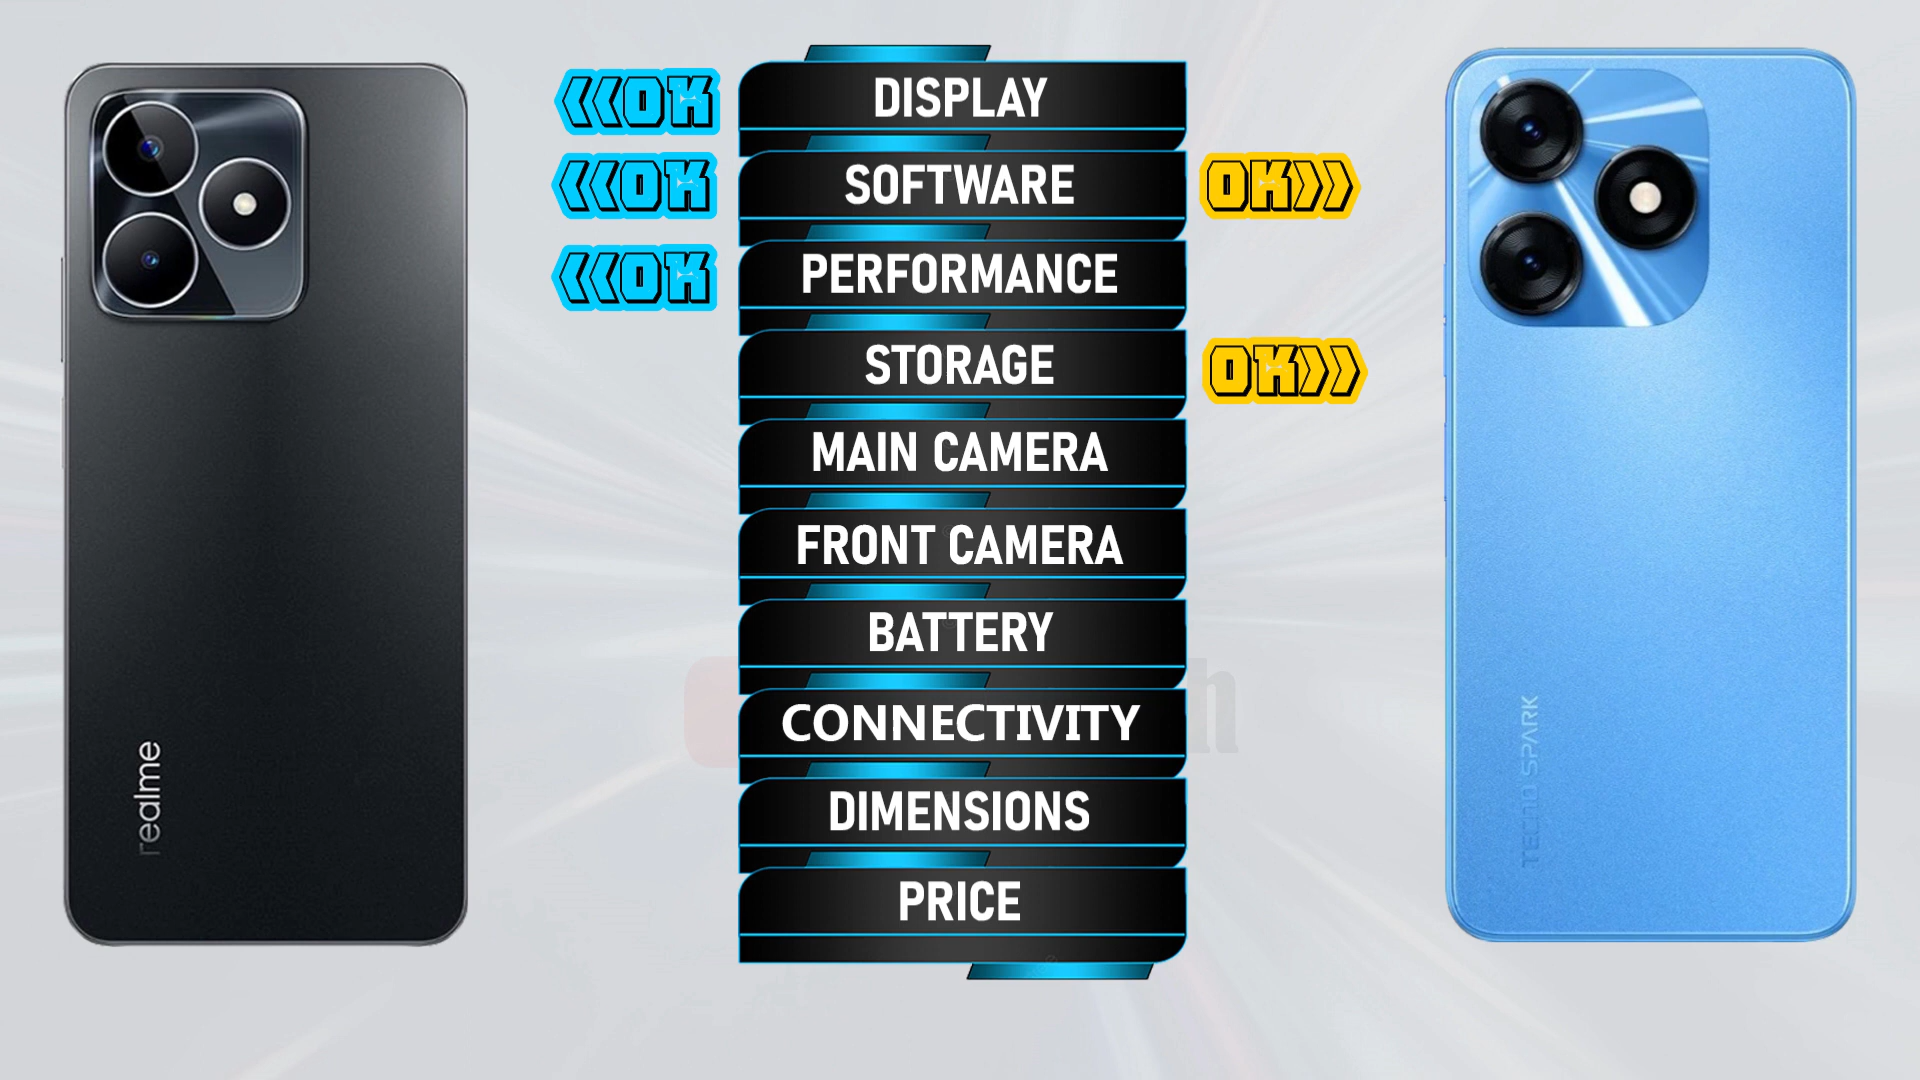 <<OK DISPLAY
<<OK SOFTWARE OK>>
<<OK PERFORMANCE
STORAGE OK>>
MAIN CAMERA
FRONT CAMERA
BATTERY
CONNECTIVITY
DIMENSIONS
PRICE
realme
TECNO SPARK